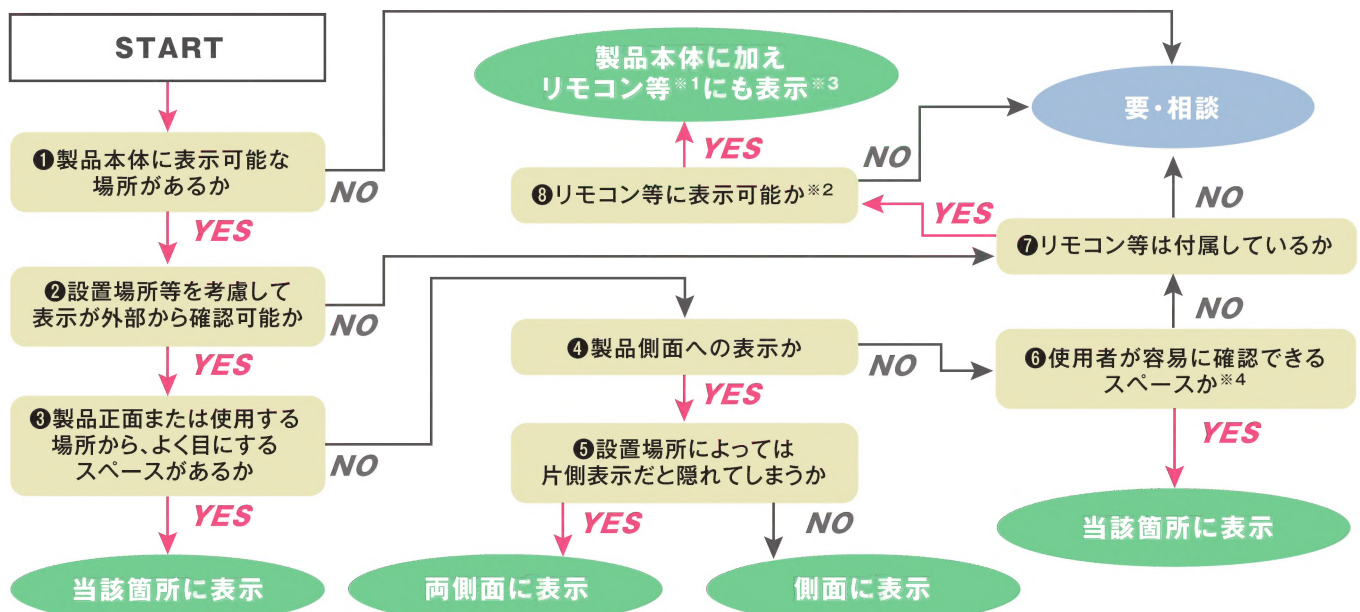 START
❶製品本体に表示可能な
場所があるか
NO
YES
❷設置場所等を考慮して
表示が外部から確認可能か
NO
YES
❸製品正面または使用する
場所から、よく目にする
スペースがあるか
NO
YES
当該箇所に表示
製品本体に加え
リモコン等※1にも表示※3
YES
❽リモコン等に表示可能か※2
NO
❹製品側面への表示か
NO
YES
❺設置場所によっては
片側表示だと隠れてしまうか
YES
NO
両側面に表示
側面に表示
要・相談
NO
YES
❼リモコン等は付属しているか
NO
❻使用者が容易に確認できる
スペースか※4
YES
当該箇所に表示